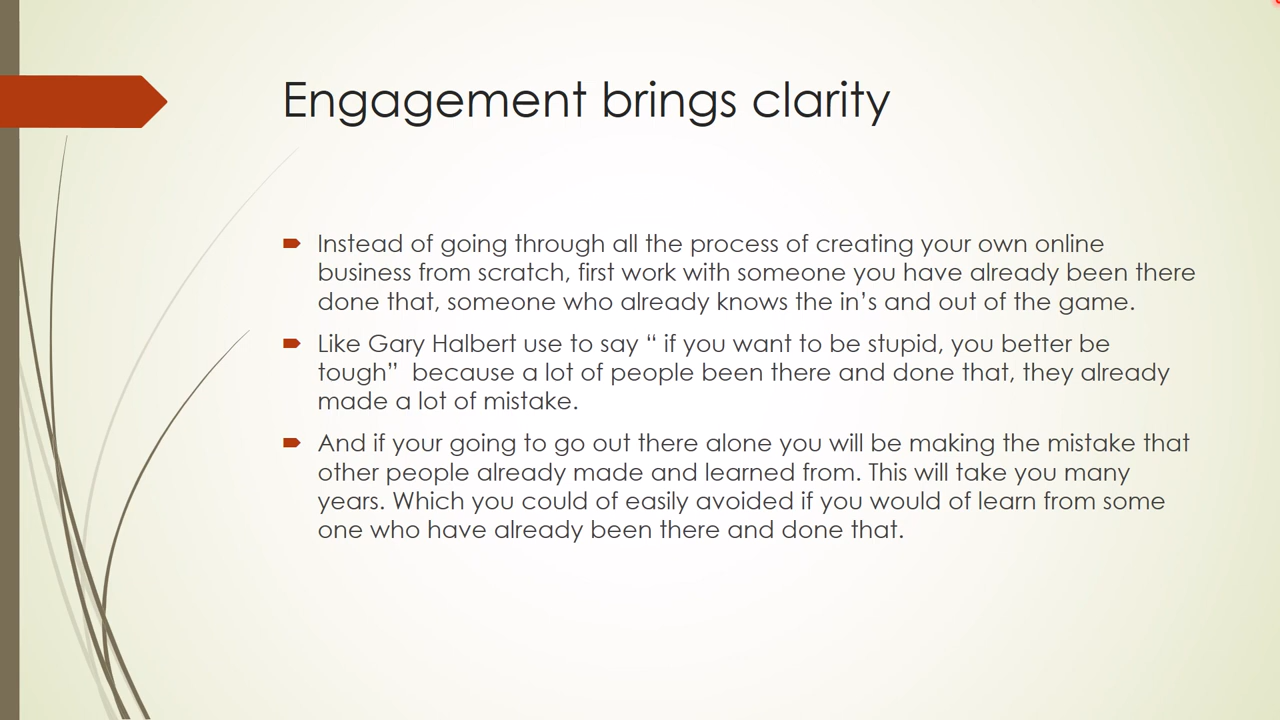 Engagement brings clarity
Instead of going through all the process of creating your own online
business from scratch, first work with someone you have already been there
done that, someone who already knows the in’s and out of the game.
Like Gary Halbert use to say “ if you want to be stupid, you better be
tough”  because a lot of people been there and done that, they already
made a lot of mistake.
And if your going to go out there alone you will be making the mistake that
other people already made and learned from. This will take you many
years. Which you could of easily avoided if you would of learn from some
one who have already been there and done that.